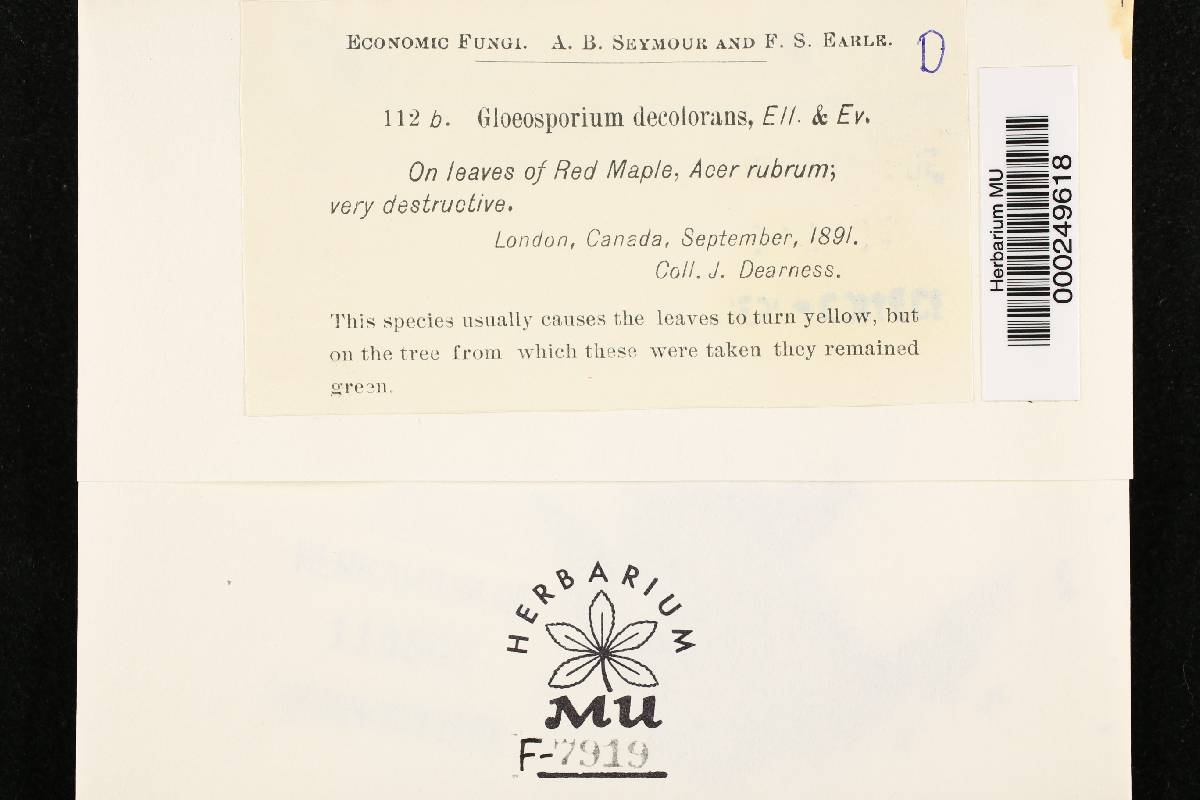 ECONOMIC FUNGI. A. B. SEYMOUR AND F. S. EARLE.
D
112 b. Gloeosporium decolorans, Ell. & Ev.
On leaves of Red Maple, Acer rubrum;
very destructive.
London, Canada, September, 1891.
Coll. J. Dearness.
This species usually causes the leaves to turn yellow, but
on the tree from which these were taken they remained
green.
Herbarium MU
000249618
HERBARIUM
MU
F-7919